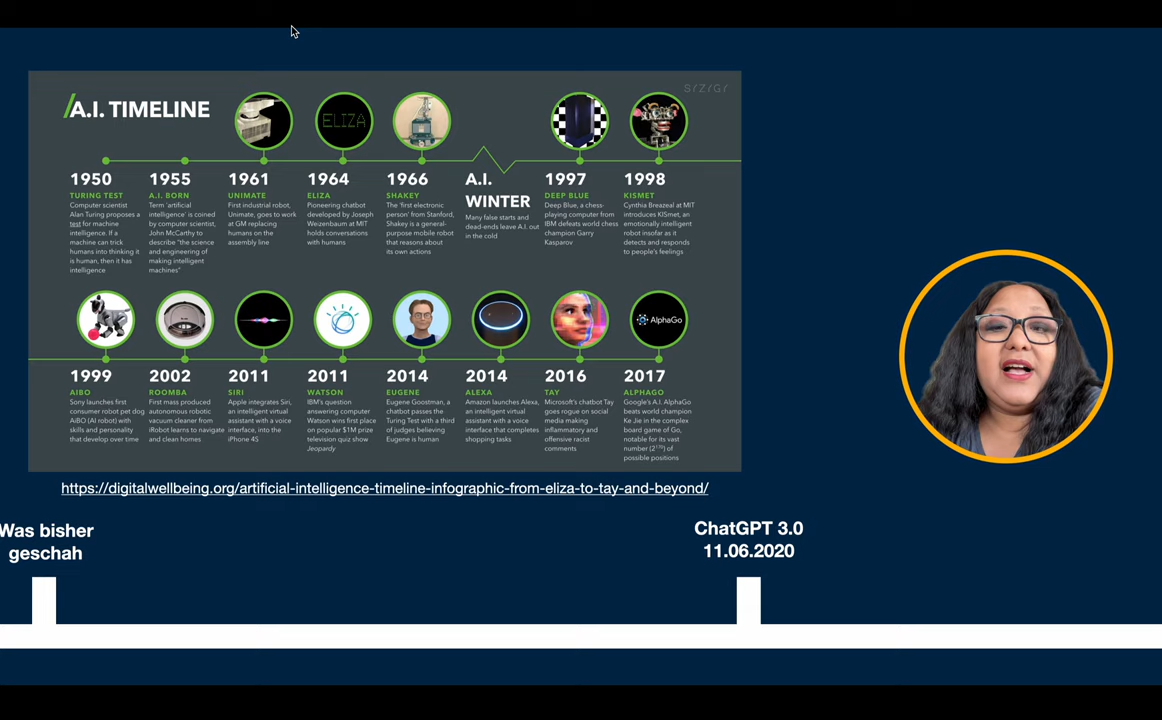 SYZYGY
/A.I. TIMELINE
ELIZA
1950
TURING TEST
Computer scientist
Alan Turing proposes a
test for machine
intelligence. If a
machine can trick
humans into thinking it
is human, then it has
intelligence
1955
A.I. BORN
Term 'artificial
intelligence' is coined
by computer scientist,
John McCarthy to
describe "the science
and engineering of
making intelligent
machines"
1961
UNIMATE
First industrial robot,
Unimate, goes to work
at GM replacing
humans on the
assembly line
1964
ELIZA
Pioneering chatbot
developed by Joseph
Weizenbaum at MIT
holds conversations
with humans
1966
SHAKEY
The 'first electronic
person' from Stanford,
Shakey is a general-
purpose mobile robot
that reasons about
its own actions
A.I.
WINTER
Many false starts and
dead-ends leave A.I. out
in the cold
1997
DEEP BLUE
Deep Blue, a chess-
playing computer from
IBM defeats world chess
champion Garry
Kasparov
1998
KISMET
Cynthia Breazeal at MIT
introduces KISmet, an
emotionally intelligent
robot insofar as it
detects and responds
to people's feelings
AlphaGo
1999
AIBO
Sony launches first
consumer robot pet dog
AiBO (AI robot) with
skills and personality
that develop over time
2002
ROOMBA
First mass produced
autonomous robotic
vacuum cleaner from
iRobot learns to navigate
and clean homes
2011
SIRI
Apple integrates Siri,
an intelligent virtual
assistant with a voice
interface, into the
iPhone 4S
2011
WATSON
IBM's question
answering computer
Watson wins first place
on popular $1M prize
television quiz show
Jeopardy
2014
EUGENE
Eugene Goostman, a
chatbot passes the
Turing Test with a third
of judges believing
Eugene is human
2014
ALEXA
Amazon launches Alexa,
an intelligent virtual
assistant with a voice
interface that completes
shopping tasks
2016
TAY
Microsoft's chatbot Tay
goes rogue on social
media making
inflammatory and
offensive racist
comments
2017
ALPHAGO
Google's A.I. AlphaGo
beats world champion
Ke Jie in the complex
board game of Go,
notable for its vast
number (2¹⁷⁰) of
possible positions
https://digitalwellbeing.org/artificial-intelligence-timeline-infographic-from-eliza-to-tay-and-beyond/
Was bisher
geschah
ChatGPT 3.0
11.06.2020